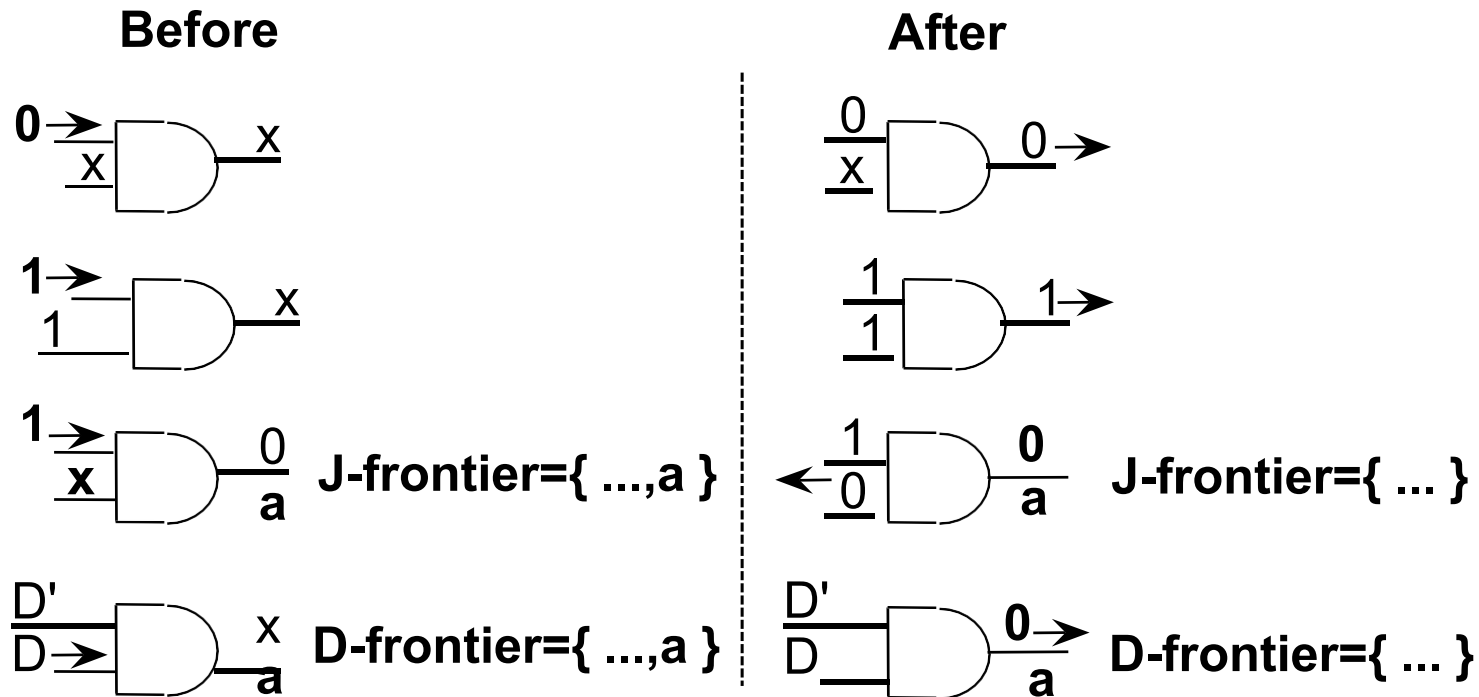 Before After
0 x 0 0
x x
1 x 1 1
1 1
1 0 J-frontier={ ...,a } 1 0 J-frontier={ ... }
x a 0 a
D' x D-frontier={ ...,a } D' 0 D-frontier={ ... }
D a D a